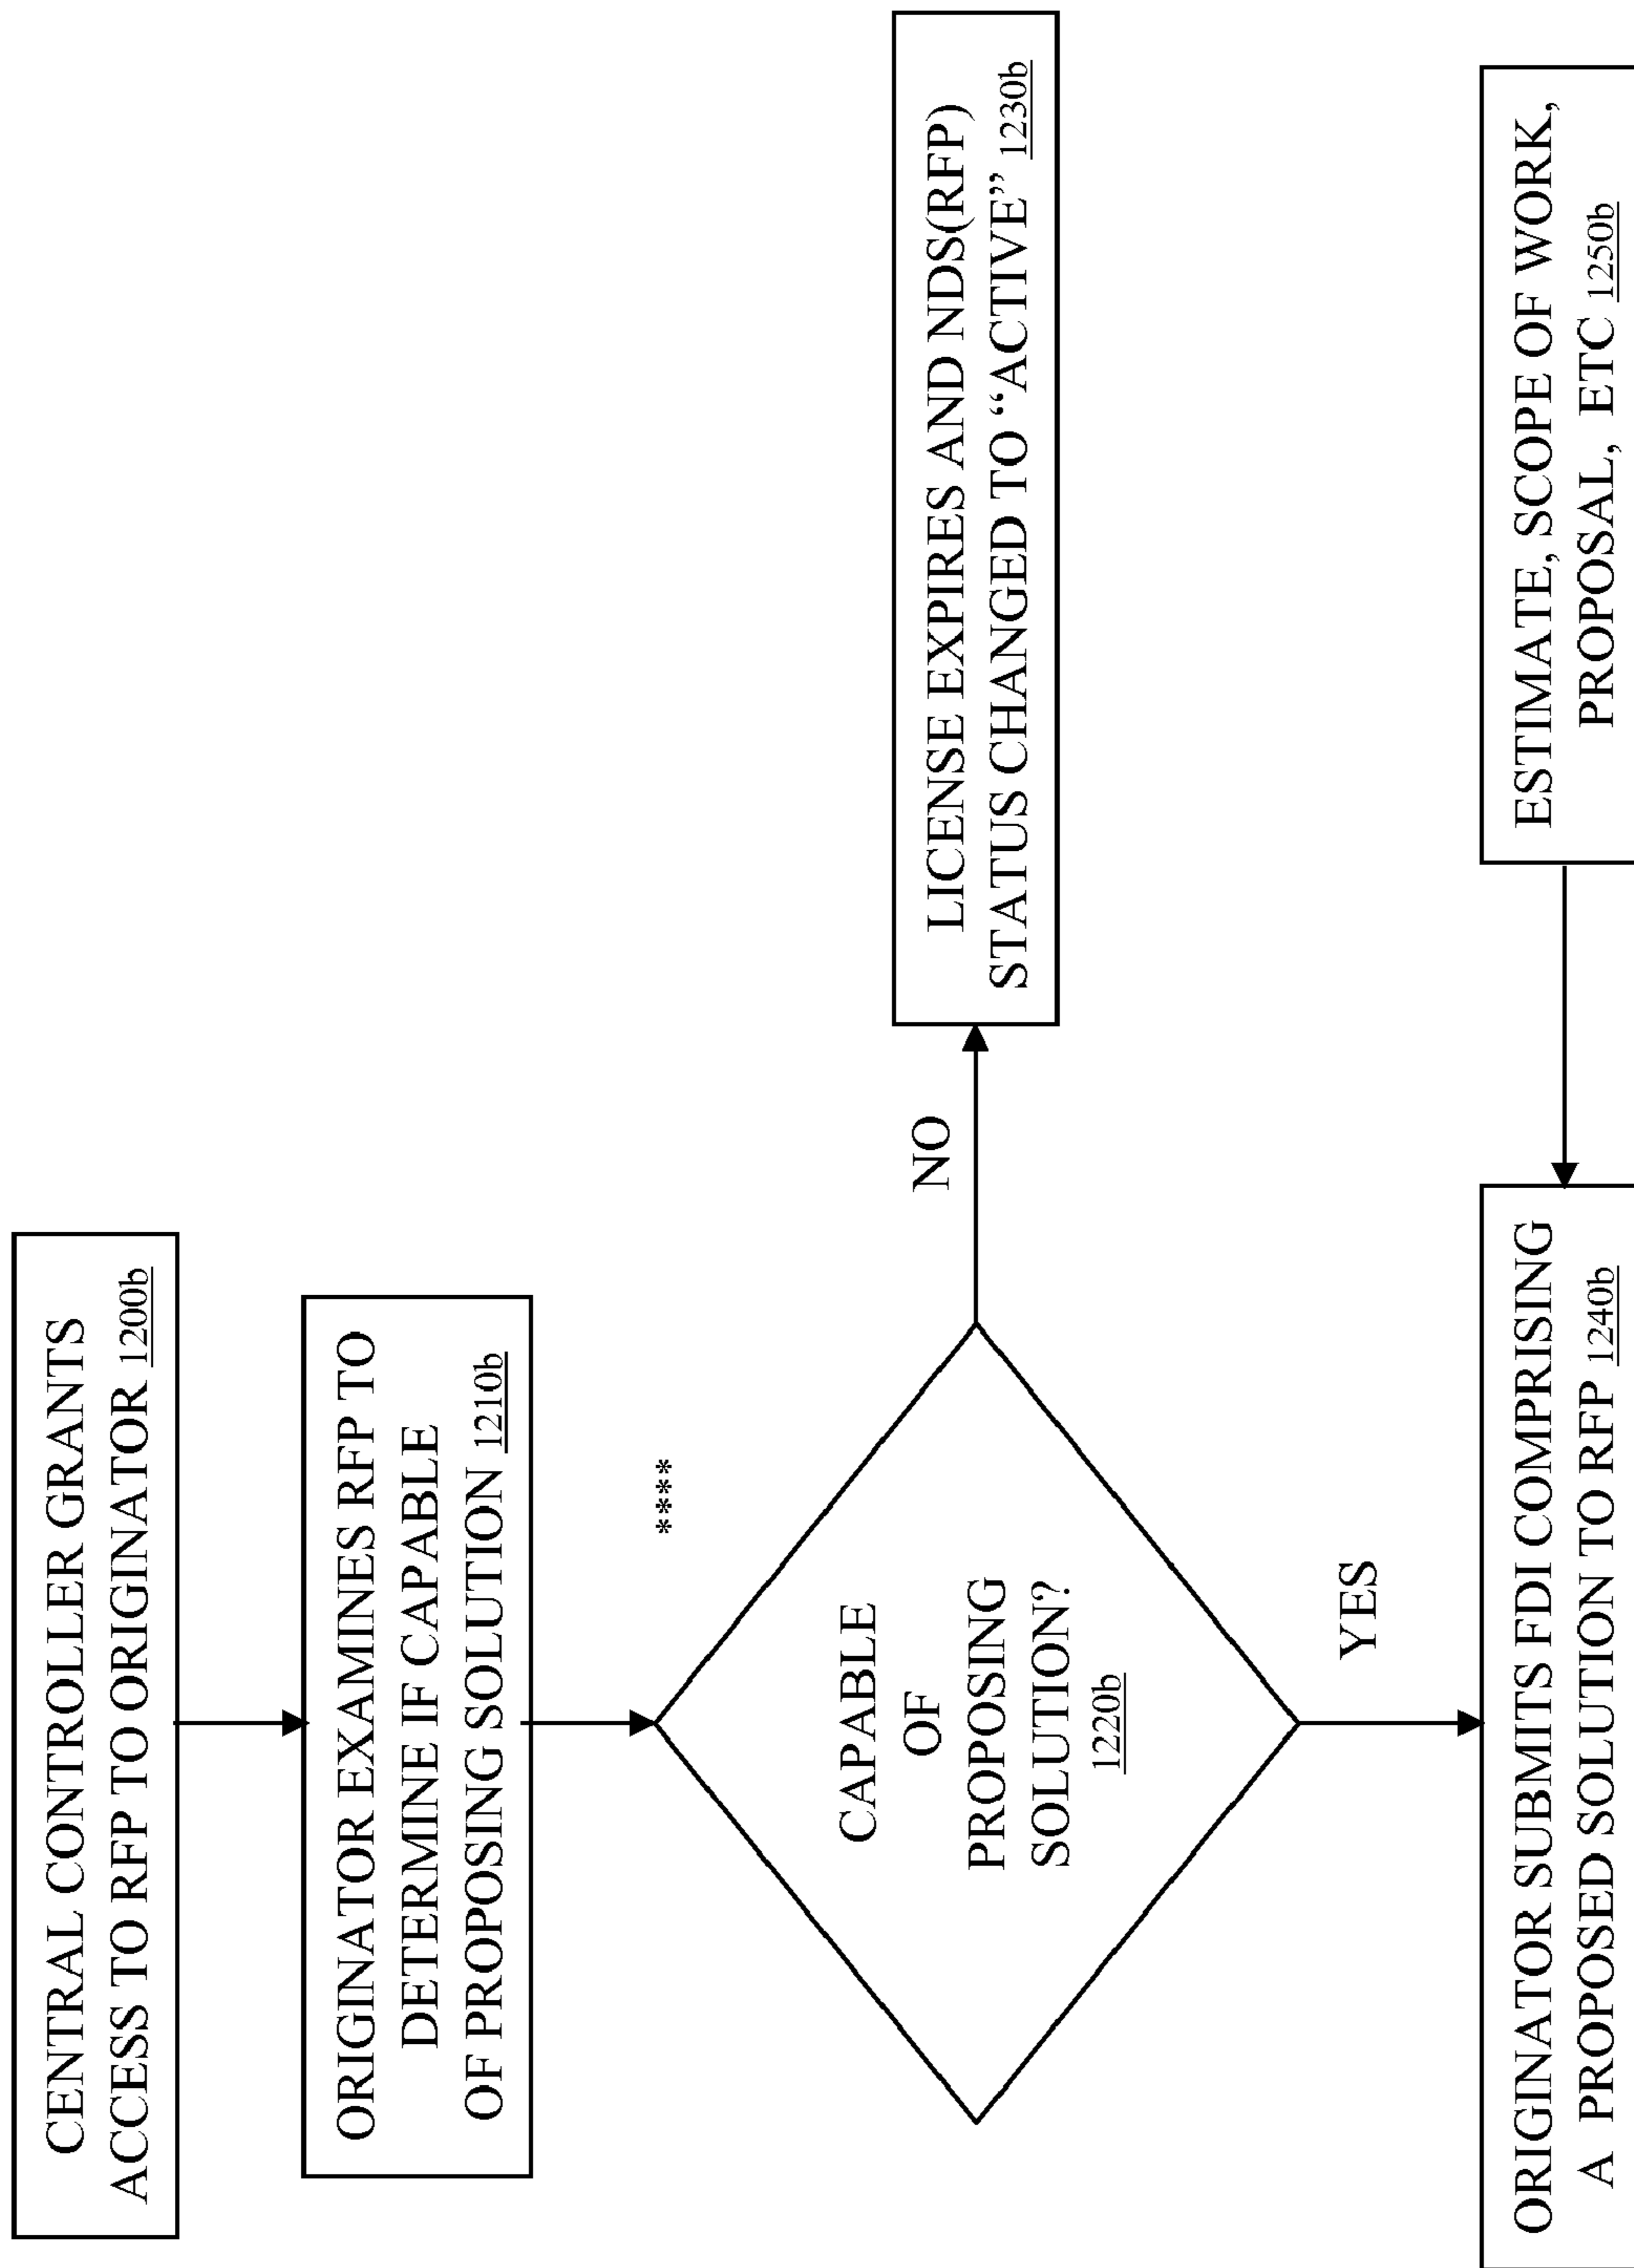 CENTRAL CONTROLLER GRANTS
ACCESS TO RFP TO ORIGINATOR 1200b
ORIGINATOR EXAMINES RFP TO
DETERMINE IF CAPABLE
OF PROPOSING SOLUTION 1210b
****
CAPABLE
OF
PROPOSING
SOLUTION?
1220b
NO
LICENSE EXPIRES AND NDS(RFP)
STATUS CHANGED TO “ACTIVE” 1230b
YES
ORIGINATOR SUBMITS FDI COMPRISING
A PROPOSED SOLUTION TO RFP 1240b
ESTIMATE, SCOPE OF WORK,
PROPOSAL, ETC 1250b